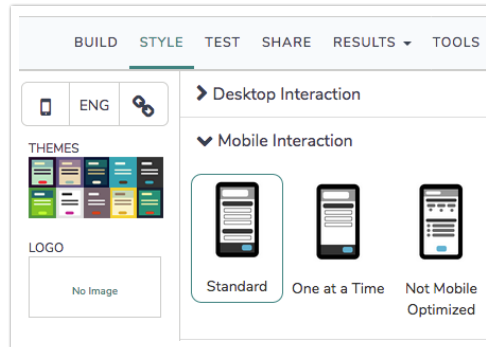 BUILD STYLE TEST SHARE RESULTS TOOLS
ENG
Desktop Interaction
THEMES
Mobile Interaction
LOGO
No Image
Standard
One at a Time
Not Mobile
Optimized